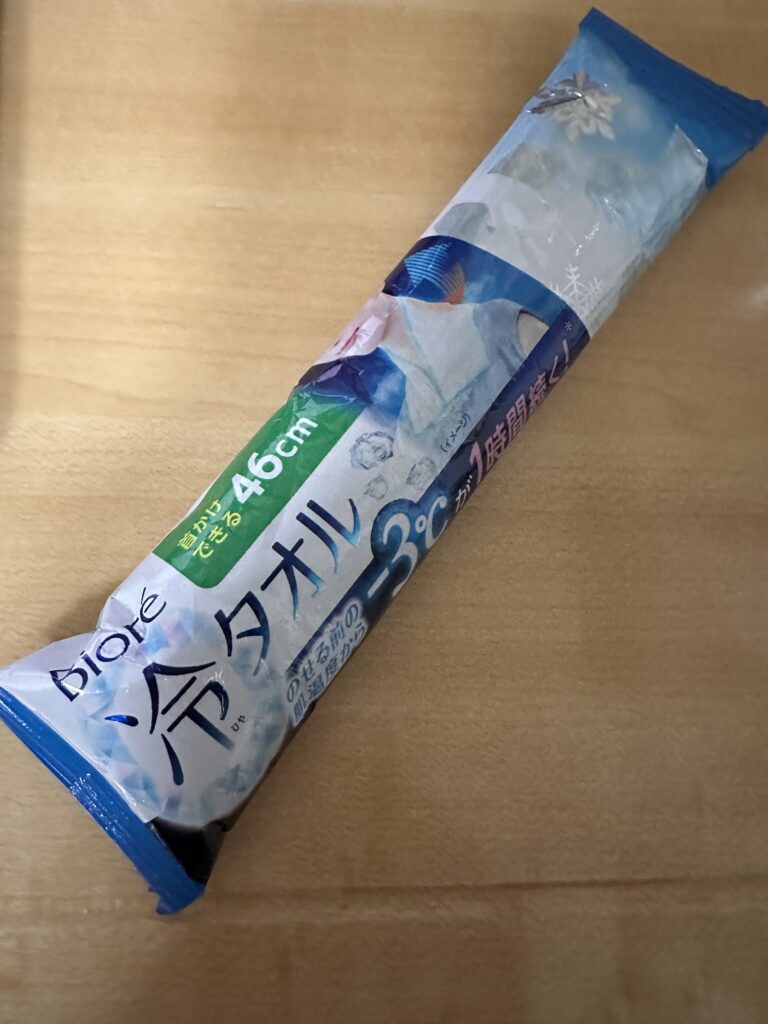 Bioré
冷タオル
ひや
首かけ
できる
46cm
(イメージ)
のせる前の
肌温度から
-3℃が1時間続く!
※